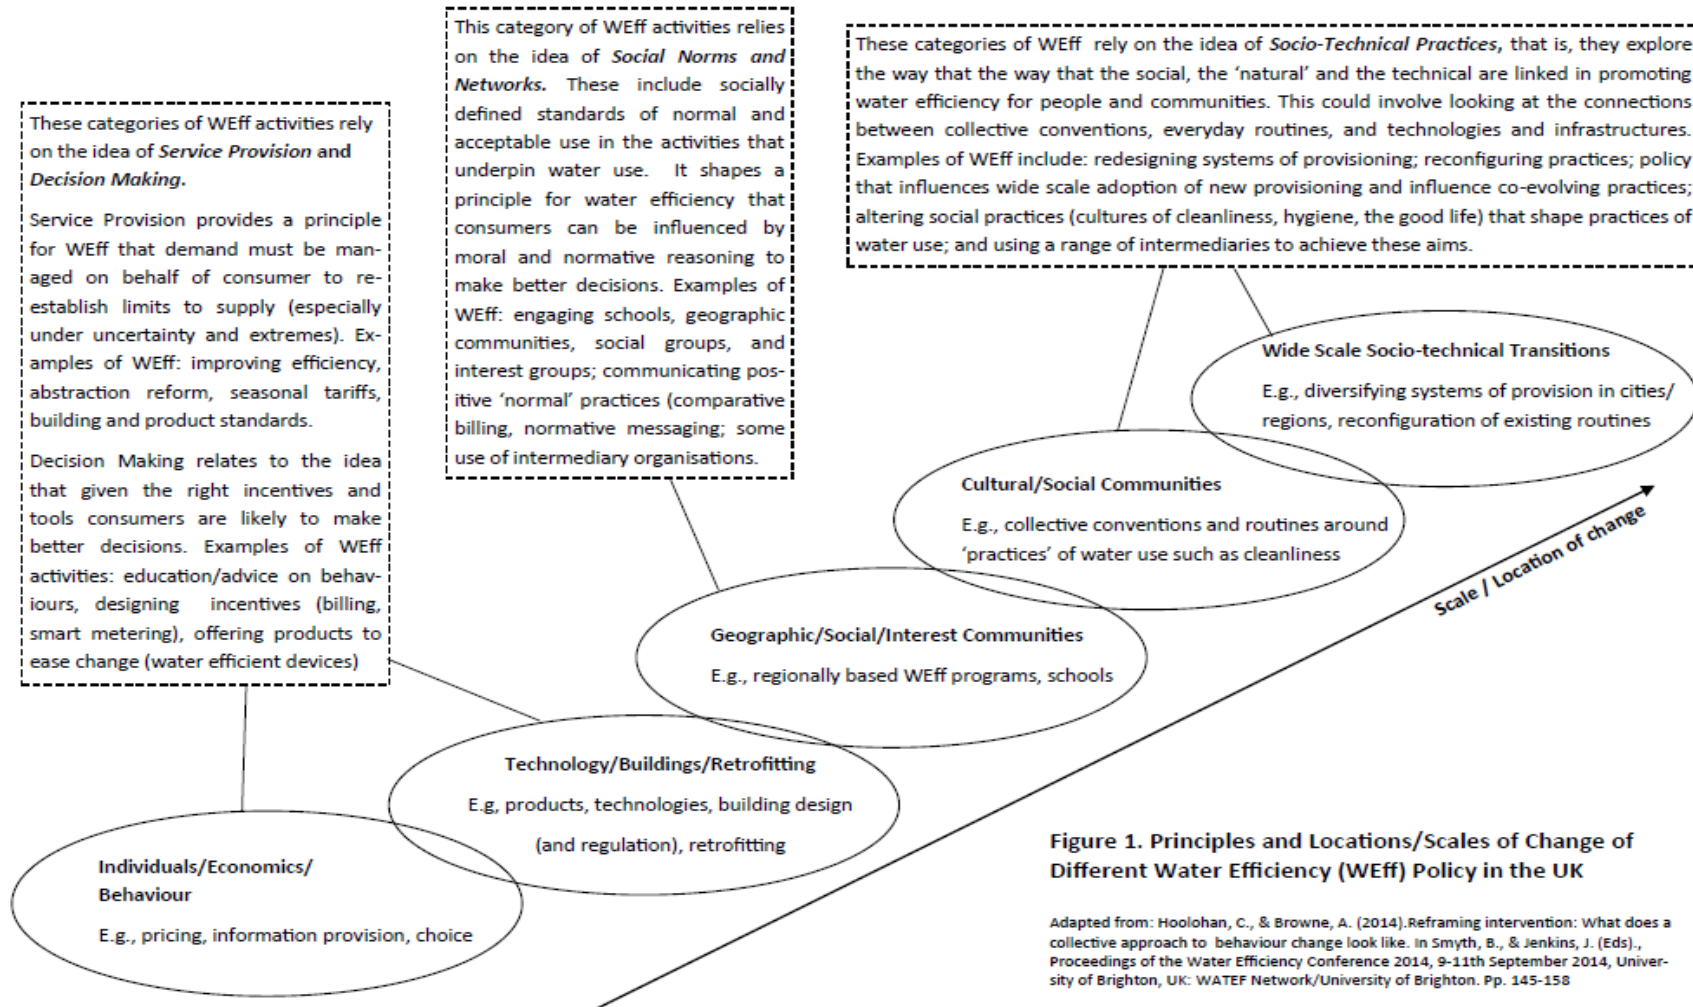 These categories of WEff activities rely
on the idea of Service Provision and
Decision Making.
Service Provision provides a principle
for WEff that demand must be man-
aged on behalf of consumer to re-
establish limits to supply (especially
under uncertainty and extremes). Ex-
amples of WEff: improving efficiency,
abstraction reform, seasonal tariffs,
building and product standards.
Decision Making relates to the idea
that given the right incentives and
tools consumers are likely to make
better decisions. Examples of WEff
activities: education/advice on behav-
iours, designing incentives (billing,
smart metering), offering products to
ease change (water efficient devices)
This category of WEff activities relies
on the idea of Social Norms and
Networks. These include socially
defined standards of normal and
acceptable use in the activities that
underpin water use. It shapes a
principle for water efficiency that
consumers can be influenced by
moral and normative reasoning to
make better decisions. Examples of
WEff: engaging schools, geographic
communities, social groups, and
interest groups; communicating pos-
itive ‘normal’ practices (comparative
billing, normative messaging; some
use of intermediary organisations.
These categories of WEff rely on the idea of Socio-Technical Practices, that is, they explore
the way that the way that the social, the ‘natural’ and the technical are linked in promoting
water efficiency for people and communities. This could involve looking at the connections
between collective conventions, everyday routines, and technologies and infrastructures.
Examples of WEff include: redesigning systems of provisioning; reconfiguring practices; policy
that influences wide scale adoption of new provisioning and influence co-evolving practices;
altering social practices (cultures of cleanliness, hygiene, the good life) that shape practices of
water use; and using a range of intermediaries to achieve these aims.
Wide Scale Socio-technical Transitions
E.g., diversifying systems of provision in cities/
regions, reconfiguration of existing routines
Cultural/Social Communities
E.g., collective conventions and routines around
‘practices’ of water use such as cleanliness
Scale / Location of change
Geographic/Social/Interest Communities
E.g., regionally based WEff programs, schools
Technology/Buildings/Retrofitting
E.g, products, technologies, building design
(and regulation), retrofitting
Individuals/Economics/
Behaviour
E.g., pricing, information provision, choice
Figure 1. Principles and Locations/Scales of Change of
Different Water Efficiency (WEff) Policy in the UK
Adapted from: Hoolohan, C., & Browne, A. (2014).Reframing intervention: What does a
collective approach to behaviour change look like. In Smyth, B., & Jenkins, J. (Eds).,
Proceedings of the Water Efficiency Conference 2014, 9-11th September 2014, Univer-
sity of Brighton, UK: WATEF Network/University of Brighton. Pp. 145-158